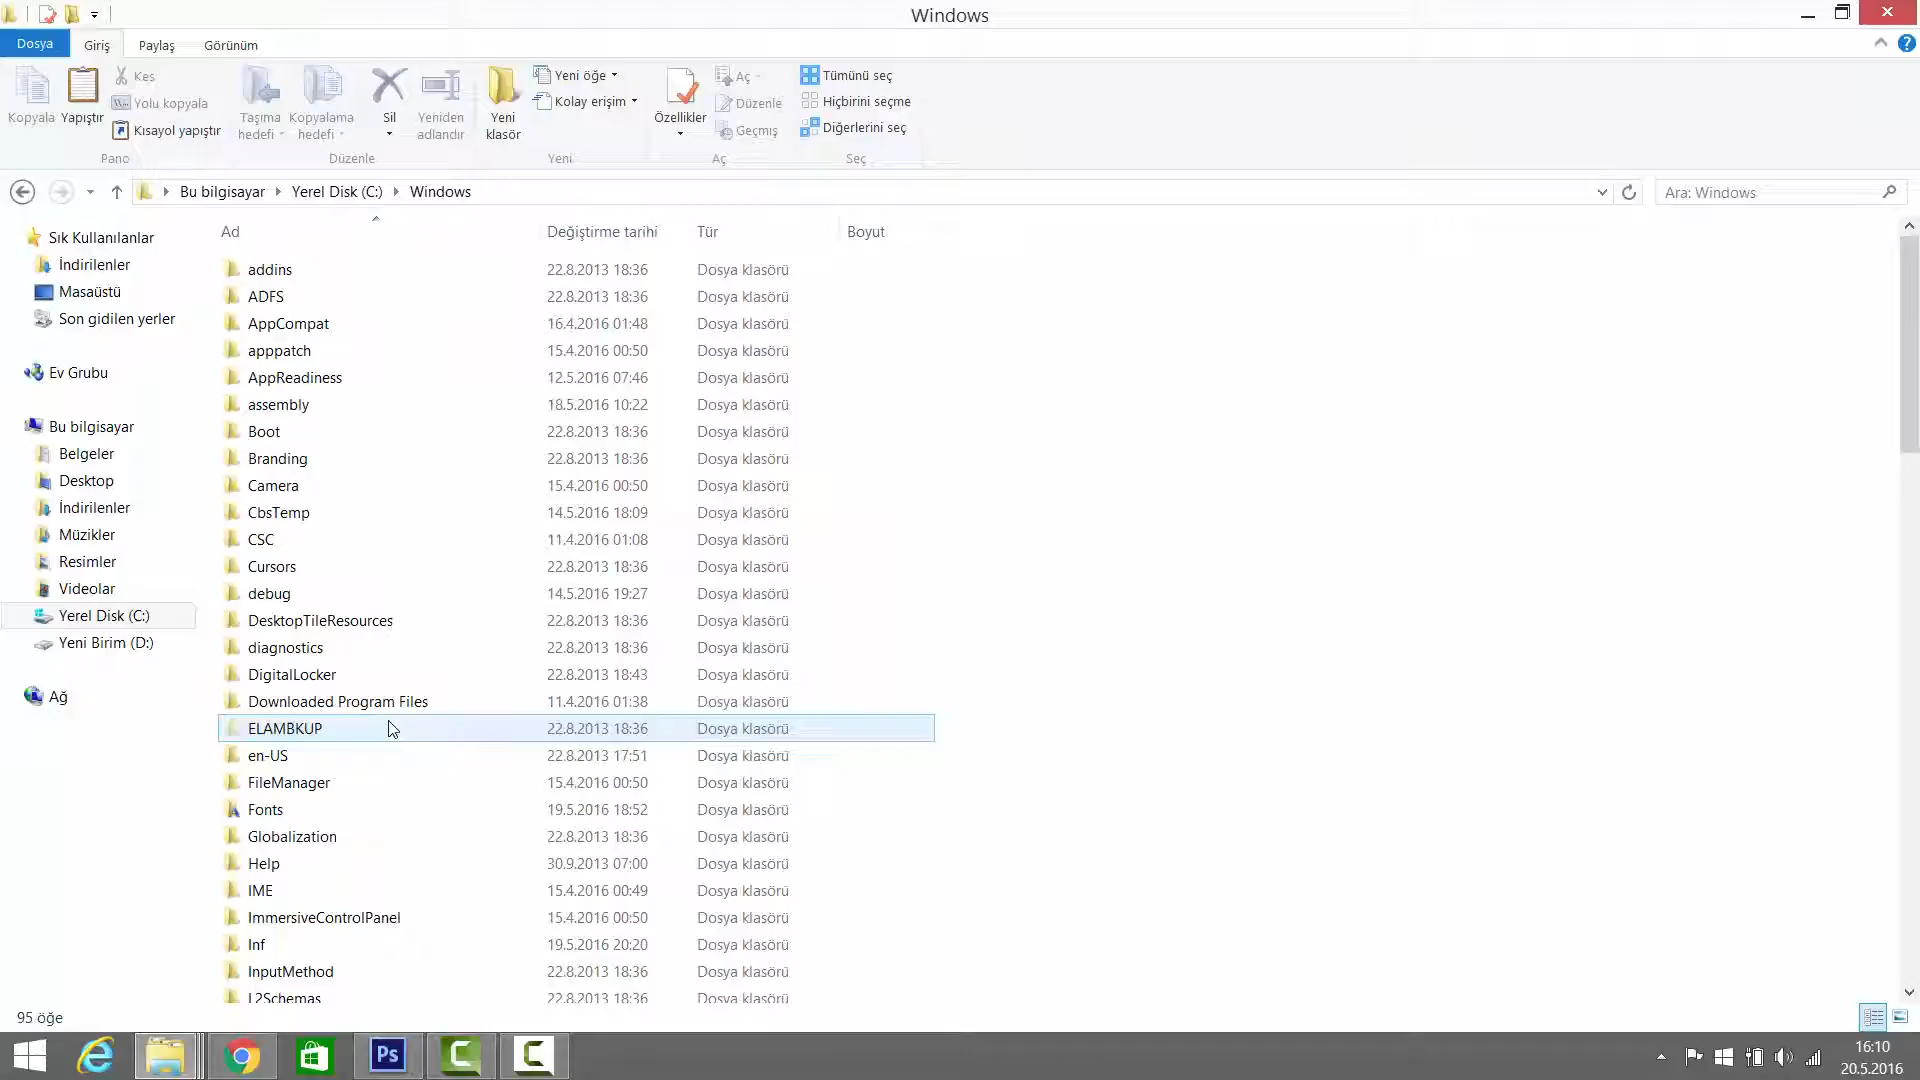 Windows
Dosya Giriş Paylaş Görünüm
Kopyala
Yapıştır
Kes
Yolu kopyala
Kısayol yapıştır
Pano
Taşıma hedefi
Kopyalama hedefi
Sil
Yeniden adlandır
Düzenle
Yeni klasör
Yeni öğe
Kolay erişim
Yeni
Özellikler
Aç
Düzenle
Geçmiş
Aç
Tümünü seç
Hiçbirini seçme
Diğerlerini seç
Seç
Bu bilgisayar Yerel Disk (C:) Windows
Ara: Windows
Sık Kullanılanlar
İndirilenler
Masaüstü
Son gidilen yerler
Ev Grubu
Bu bilgisayar
Belgeler
Desktop
İndirilenler
Müzikler
Resimler
Videolar
Yerel Disk (C:)
Yeni Birim (D:)
Ağ
Ad Değiştirme tarihi Tür Boyut
addins 22.8.2013 18:36 Dosya klasörü
ADFS 22.8.2013 18:36 Dosya klasörü
AppCompat 16.4.2016 01:48 Dosya klasörü
apppatch 15.4.2016 00:50 Dosya klasörü
AppReadiness 12.5.2016 07:46 Dosya klasörü
assembly 18.5.2016 10:22 Dosya klasörü
Boot 22.8.2013 18:36 Dosya klasörü
Branding 22.8.2013 18:36 Dosya klasörü
Camera 15.4.2016 00:50 Dosya klasörü
CbsTemp 14.5.2016 18:09 Dosya klasörü
CSC 11.4.2016 01:08 Dosya klasörü
Cursors 22.8.2013 18:36 Dosya klasörü
debug 14.5.2016 19:27 Dosya klasörü
DesktopTileResources 22.8.2013 18:36 Dosya klasörü
diagnostics 22.8.2013 18:36 Dosya klasörü
DigitalLocker 22.8.2013 18:43 Dosya klasörü
Downloaded Program Files 11.4.2016 01:38 Dosya klasörü
ELAMBKUP 22.8.2013 18:36 Dosya klasörü
en-US 22.8.2013 17:51 Dosya klasörü
FileManager 15.4.2016 00:50 Dosya klasörü
Fonts 19.5.2016 18:52 Dosya klasörü
Globalization 22.8.2013 18:36 Dosya klasörü
Help 30.9.2013 07:00 Dosya klasörü
IME 15.4.2016 00:49 Dosya klasörü
ImmersiveControlPanel 15.4.2016 00:50 Dosya klasörü
Inf 19.5.2016 20:20 Dosya klasörü
InputMethod 22.8.2013 18:36 Dosya klasörü
L2Schemas 22.8.2013 18:36 Dosya klasörü
95 öğe
Ps
16:10
20.5.2016